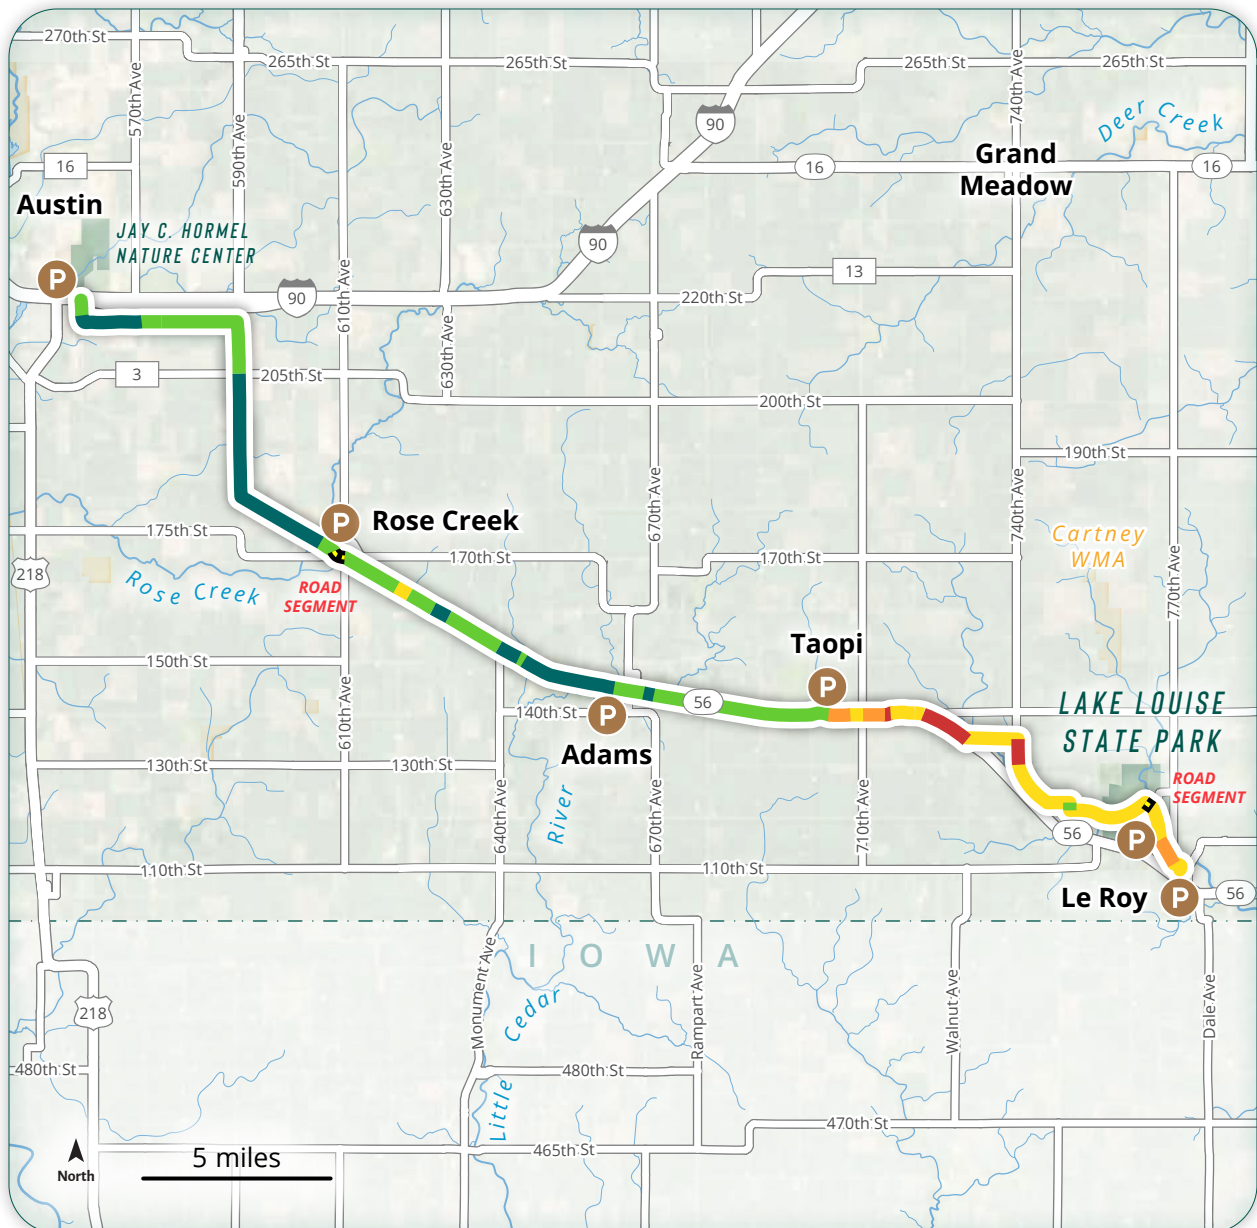 270th St
265th St
265th St
265th St
265th St
570th Ave
590th Ave
630th Ave
740th Ave
90
Deer Creek
16
16
16
Grand
Meadow
Austin
JAY C. HORMEL
NATURE CENTER
P
90
90
610th Ave
13
220th St
630th Ave
3
205th St
200th St
190th St
670th Ave
740th Ave
P
Rose Creek
175th St
170th St
170th St
Cartney
WMA
218
Rose Creek
ROAD
SEGMENT
770th Ave
150th St
Taopi
P
610th Ave
56
140th St
P
Adams
LAKE LOUISE
STATE PARK
130th St
130th St
ROAD
SEGMENT
640th Ave
River
670th Ave
710th Ave
56
P
110th St
110th St
Le Roy
P
56
IOWA
Monument Ave
Cedar
Rampart Ave
Walnut Ave
Dale Ave
218
480th St
480th St
Little
470th St
465th St
North
5 miles